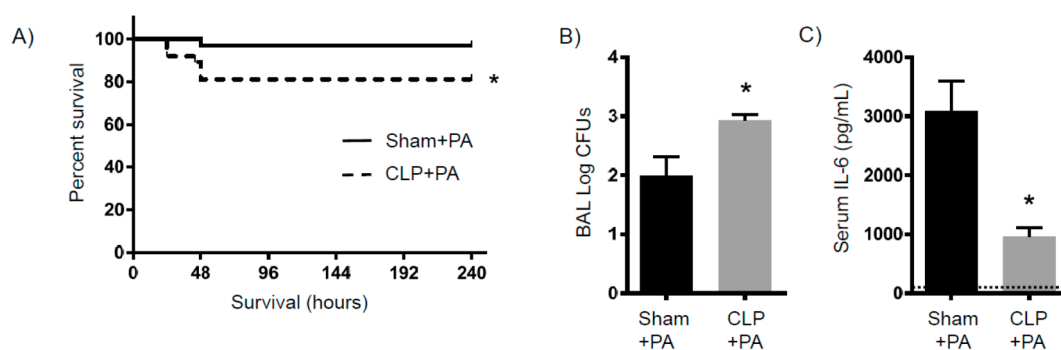 A)
Percent survival
100
80
60
40
20
0
0 48 96 144 192 240
Survival (hours)
Sham+PA
CLP+PA
*
B)
BAL Log CFUs
4
3
2
1
0
*
Sham
+PA
CLP
+PA
C)
Serum IL-6 (pg/mL)
4000
3000
2000
1000
0
*
Sham
+PA
CLP
+PA